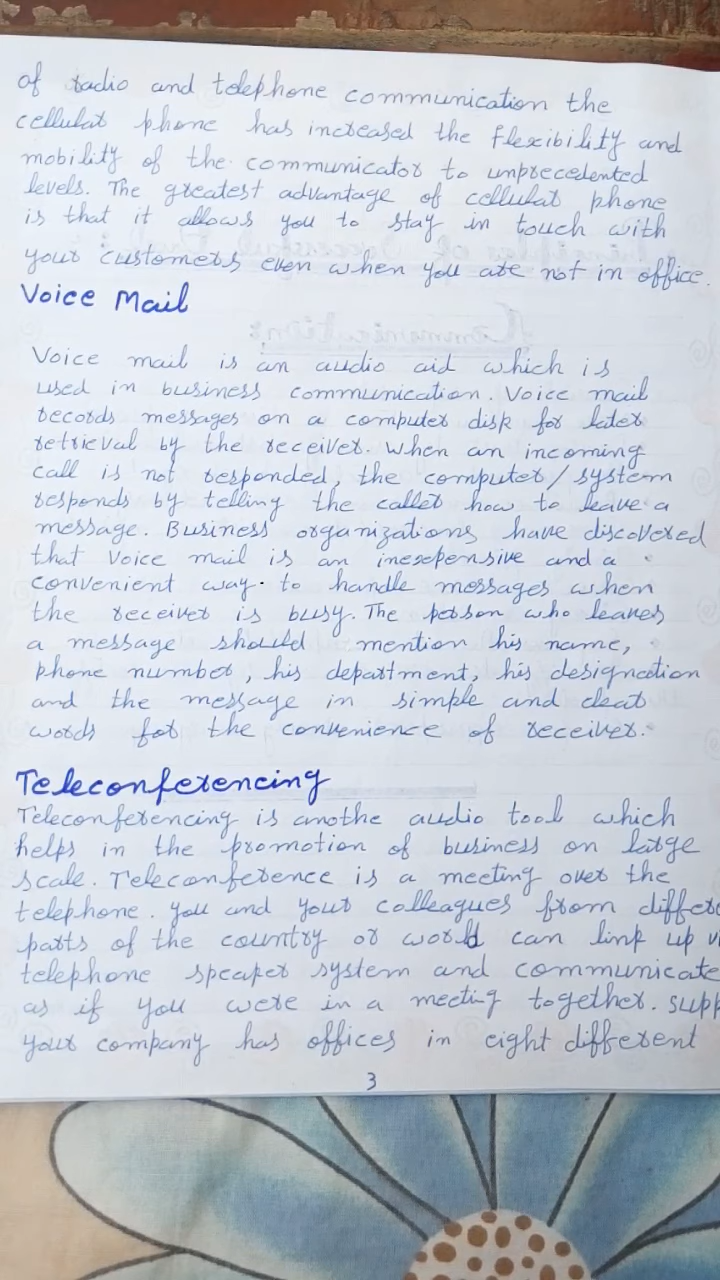 of radio and telephone communication the
cellular phone has increased the flexibility and
mobility of the communicator to unprecedented
levels. The greatest advantage of cellular phone
is that it allows you to stay in touch with
your customers even when you are not in office.
Voice Mail
Voice mail is an audio aid which is
used in business communication. Voice mail
records messages on a computer disk for later
retrieval by the receiver. When an incoming
call is not responded, the computer/system
responds by telling the caller how to leave a
message. Business organizations have discovered
that Voice mail is an inexpensive and a
convenient way to handle messages when
the receiver is busy. The person who leaves
a message should mention his name,
phone number, his department, his designation
and the message in simple and clear
words for the convenience of receiver.
Teleconferencing
Teleconferencing is anothe audio tool which
helps in the promotion of business on large
scale. Teleconference is a meeting over the
telephone. you and your colleagues from differe
parts of the country or world can link up
telephone speaper system and communicate
as if you were in a meeting together. Supp
your company has offices in eight different
3